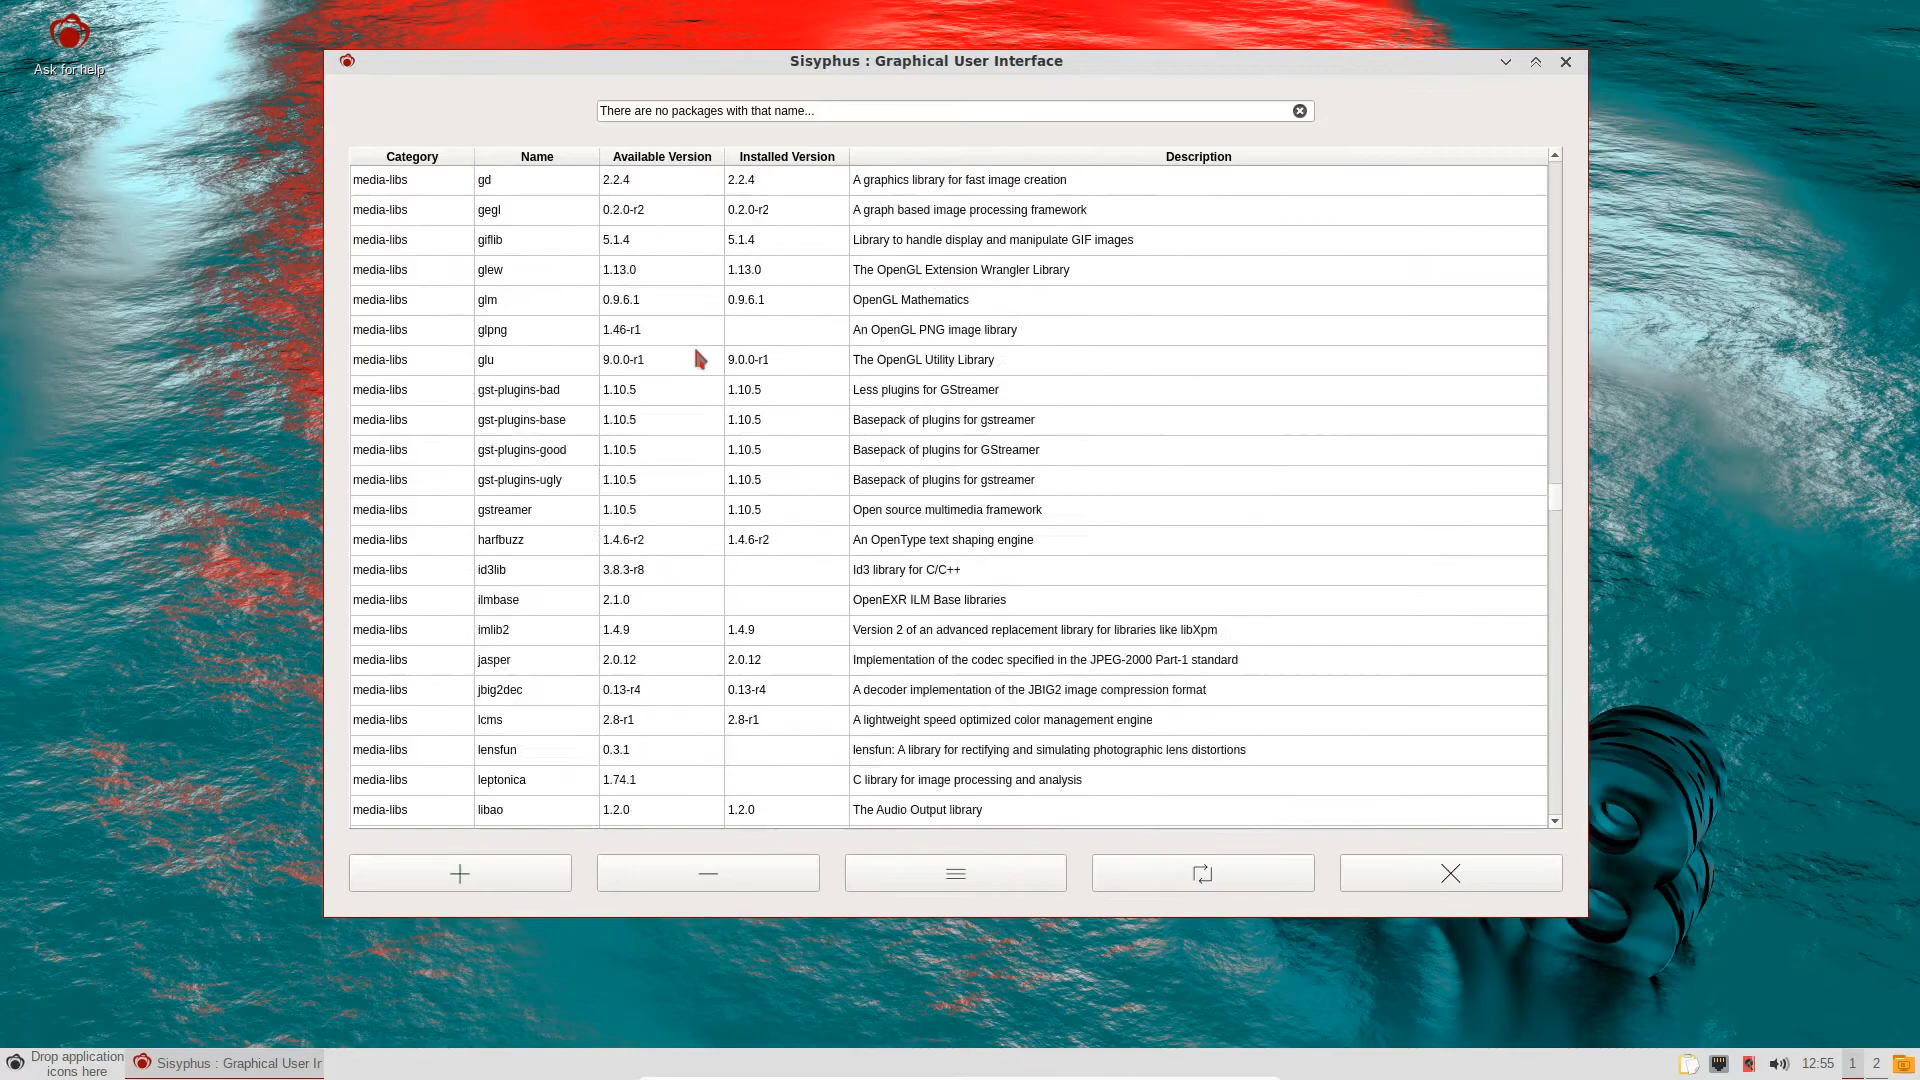 Ask for help
Sisyphus : Graphical User Interface
There are no packages with that name...
Category Name Available Version Installed Version Description
media-libs gd 2.2.4 2.2.4 A graphics library for fast image creation
media-libs gegl 0.2.0-r2 0.2.0-r2 A graph based image processing framework
media-libs giflib 5.1.4 5.1.4 Library to handle display and manipulate GIF images
media-libs glew 1.13.0 1.13.0 The OpenGL Extension Wrangler Library
media-libs glm 0.9.6.1 0.9.6.1 OpenGL Mathematics
media-libs glpng 1.46-r1 An OpenGL PNG image library
media-libs glu 9.0.0-r1 9.0.0-r1 The OpenGL Utility Library
media-libs gst-plugins-bad 1.10.5 1.10.5 Less plugins for GStreamer
media-libs gst-plugins-base 1.10.5 1.10.5 Basepack of plugins for gstreamer
media-libs gst-plugins-good 1.10.5 1.10.5 Basepack of plugins for GStreamer
media-libs gst-plugins-ugly 1.10.5 1.10.5 Basepack of plugins for gstreamer
media-libs gstreamer 1.10.5 1.10.5 Open source multimedia framework
media-libs harfbuzz 1.4.6-r2 1.4.6-r2 An OpenType text shaping engine
media-libs id3lib 3.8.3-r8 Id3 library for C/C++
media-libs ilmbase 2.1.0 OpenEXR ILM Base libraries
media-libs imlib2 1.4.9 1.4.9 Version 2 of an advanced replacement library for libraries like libXpm
media-libs jasper 2.0.12 2.0.12 Implementation of the codec specified in the JPEG-2000 Part-1 standard
media-libs jbig2dec 0.13-r4 0.13-r4 A decoder implementation of the JBIG2 image compression format
media-libs lcms 2.8-r1 2.8-r1 A lightweight speed optimized color management engine
media-libs lensfun 0.3.1 lensfun: A library for rectifying and simulating photographic lens distortions
media-libs leptonica 1.74.1 C library for image processing and analysis
media-libs libao 1.2.0 1.2.0 The Audio Output library
Drop application
icons here
Sisyphus : Graphical User In
12:55 1 2